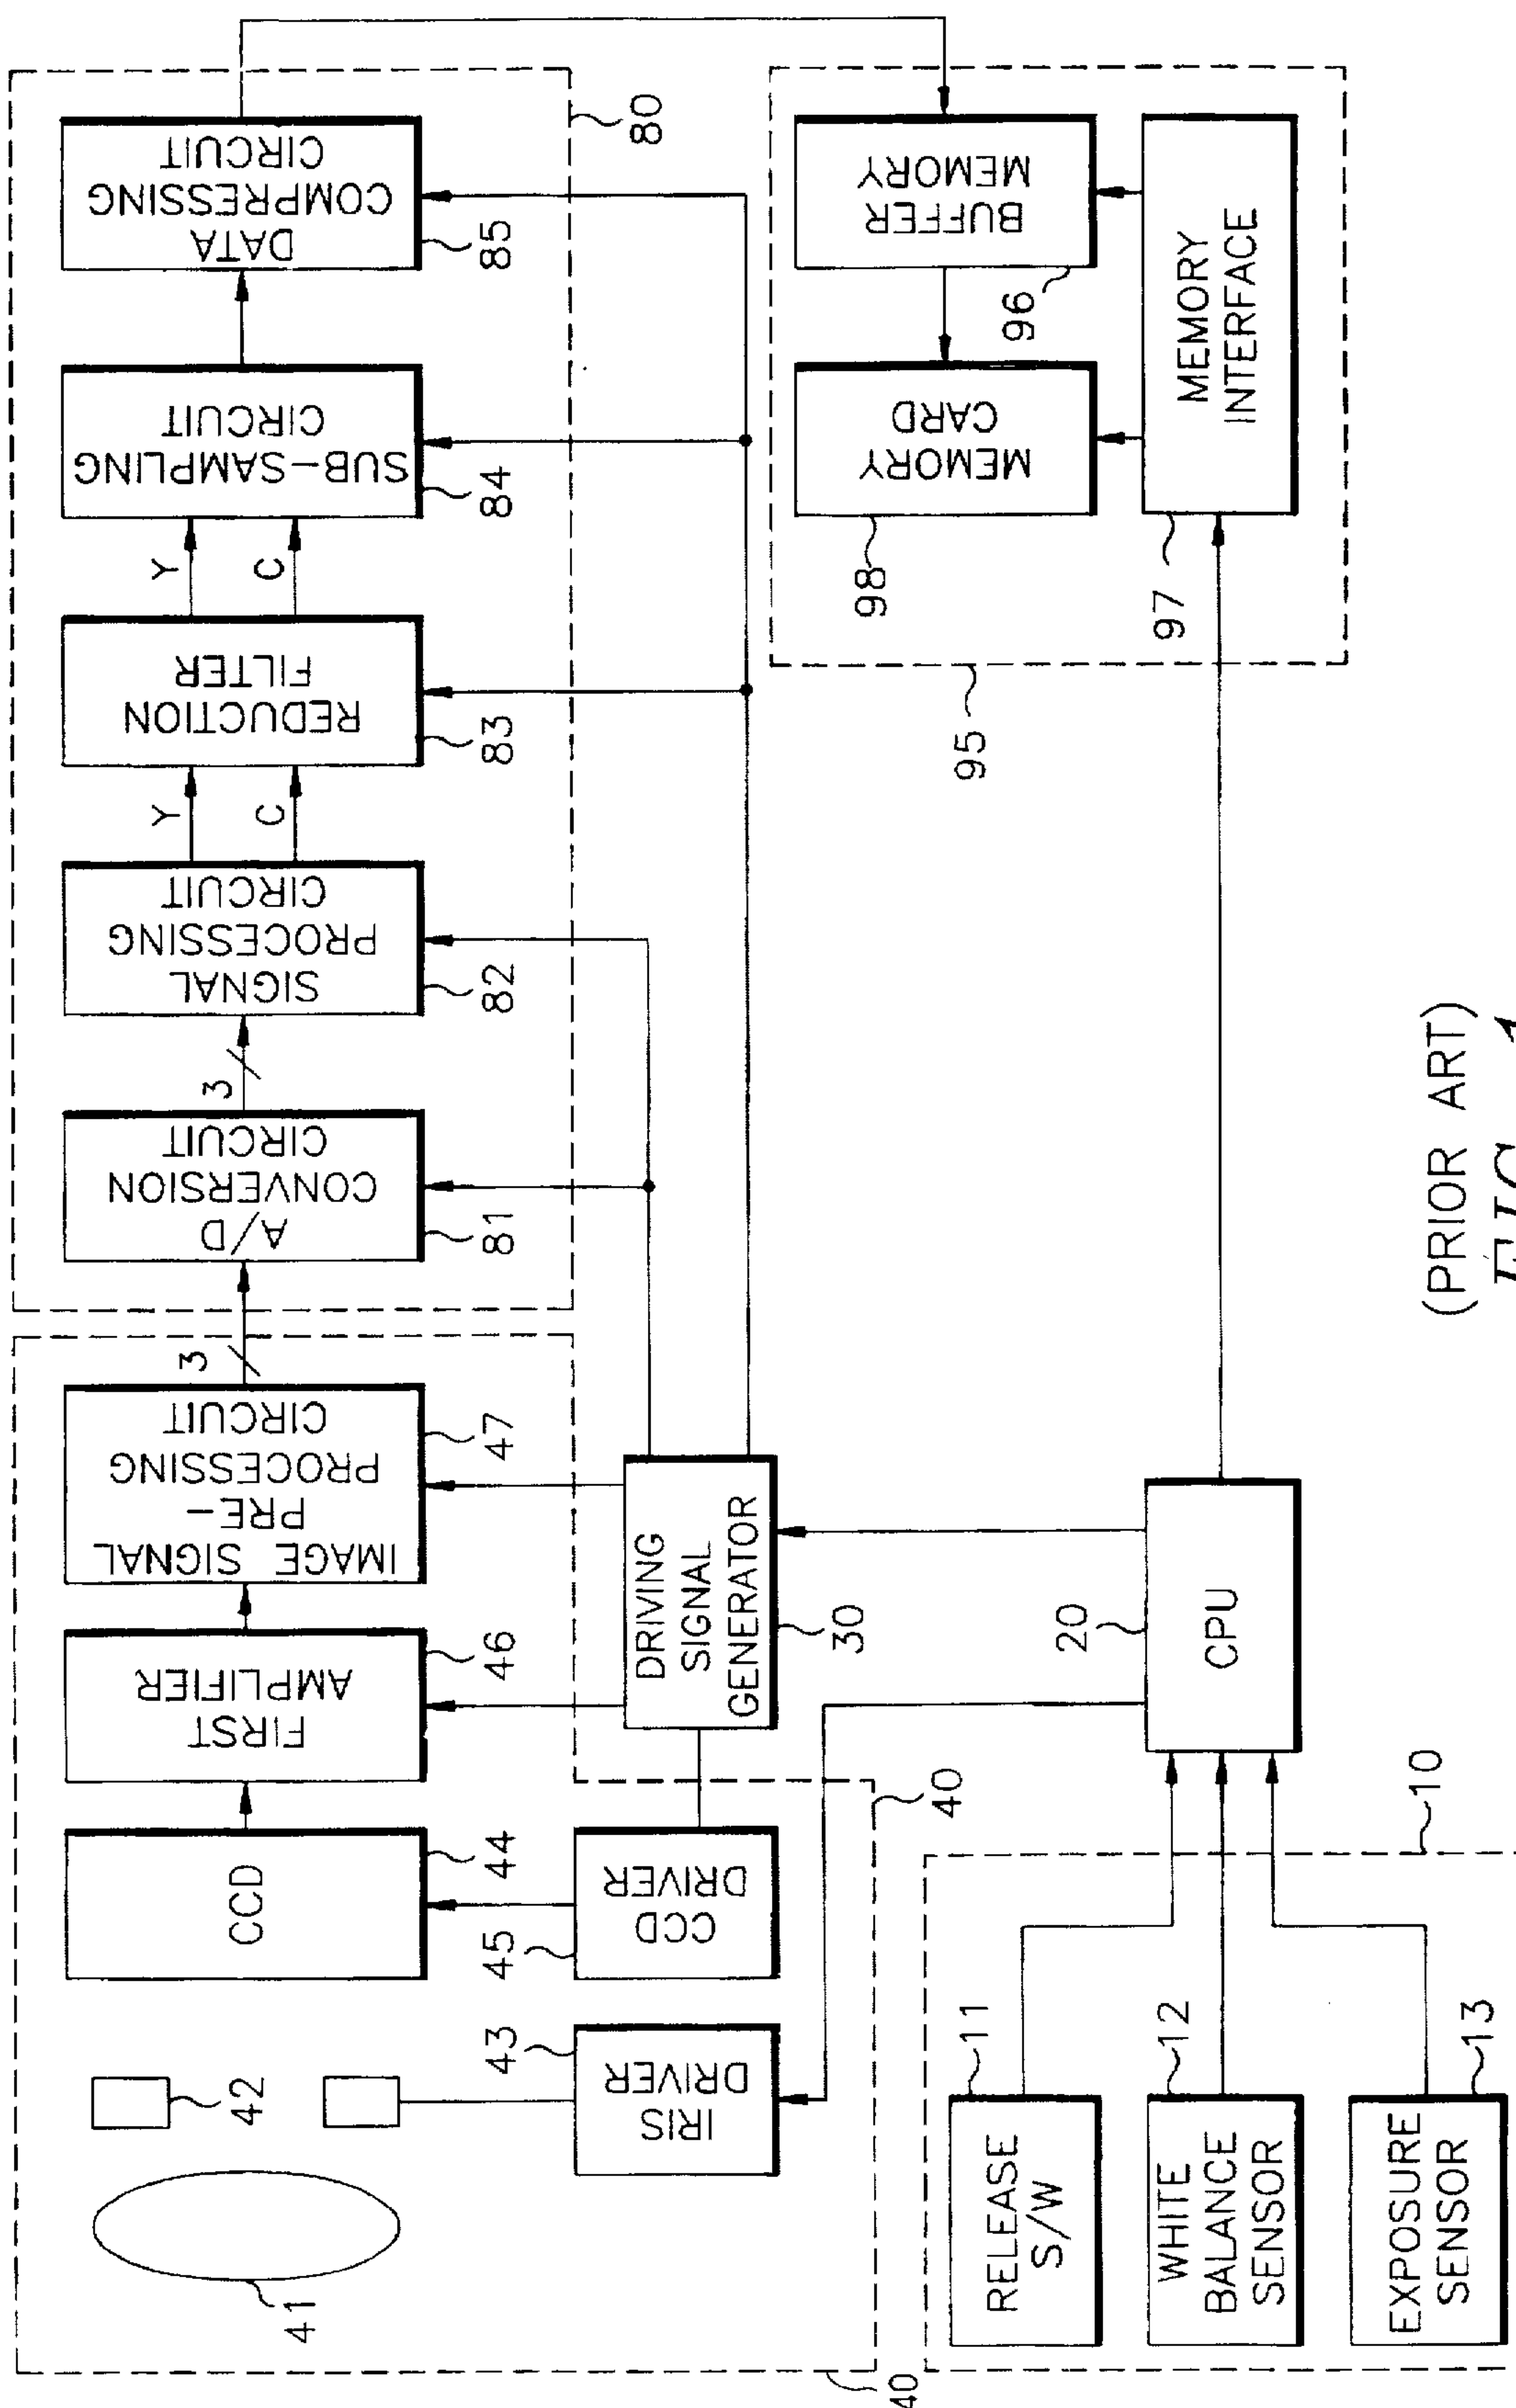 41
42
CCD
44
FIRST
AMPLIFIER
46
IMAGE SIGNAL
PRE-
PROCESSING
CIRCUIT
47
3
A/D
CONVERSION
CIRCUIT
81
3
SIGNAL
PROCESSING
CIRCUIT
82
Y
C
REDUCTION
FILTER
83
Y
C
SUB-SAMPLING
CIRCUIT
84
DATA
COMPRESSING
CIRCUIT
85
80
43
IRIS
DRIVER
45
CCD
DRIVER
40
40
DRIVING
SIGNAL
GENERATOR
30
95
98
MEMORY
CARD
96
BUFFER
MEMORY
97
MEMORY
INTERFACE
RELEASE
S/W
11
WHITE
BALANCE
SENSOR
12
EXPOSURE
SENSOR
13
10
20
CPU
(PRIOR ART)
FIG. 1